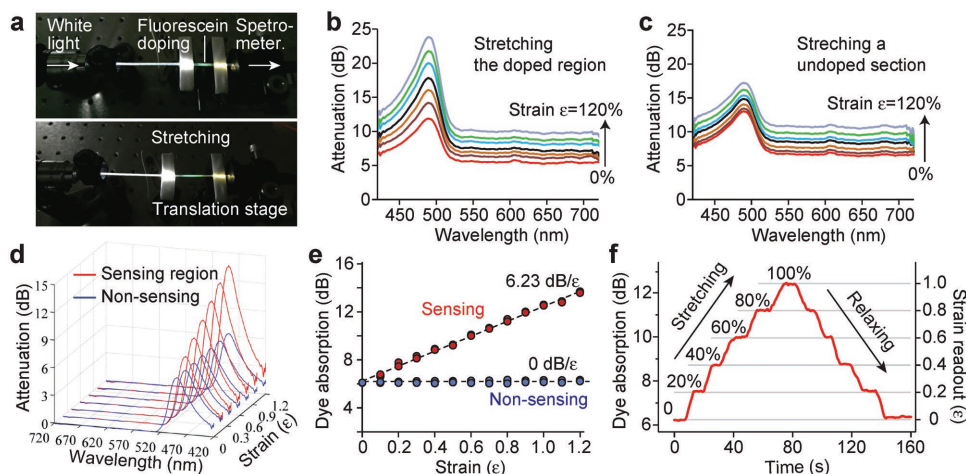 a
White
light
Fluorescein
doping
Spetro-
meter.
Stretching
Translation stage
b
Attenuation (dB)
25
20
15
10
5
0
Stretching
the doped region
Strain ε=120%
0%
450 500 550 600 650 700
Wavelength (nm)
c
Attenuation (dB)
25
20
15
10
5
0
Streching a
undoped section
Strain ε=120%
0%
450 500 550 600 650 700
Wavelength (nm)
d
Attenuation (dB)
15
12
9
6
3
0
Sensing region
Non-sensing
720 670 620 570 500 470 420
Wavelength (nm)
0 0.3 0.6 0.9 1.2
Strain (ε)
e
Dye absorption (dB)
16
12
8
4
6.23 dB/ε
Sensing
0 dB/ε
Non-sensing
0 0.2 0.4 0.6 0.8 1.0 1.2
Strain (ε)
f
Dye absorption (dB)
12
10
8
6
Stretching
Relaxing
100%
80%
60%
40%
20%
0
1.0
0.8
0.6
0.4
0.2
0
Strain readout (ε)
0 40 80 120 160
Time (s)